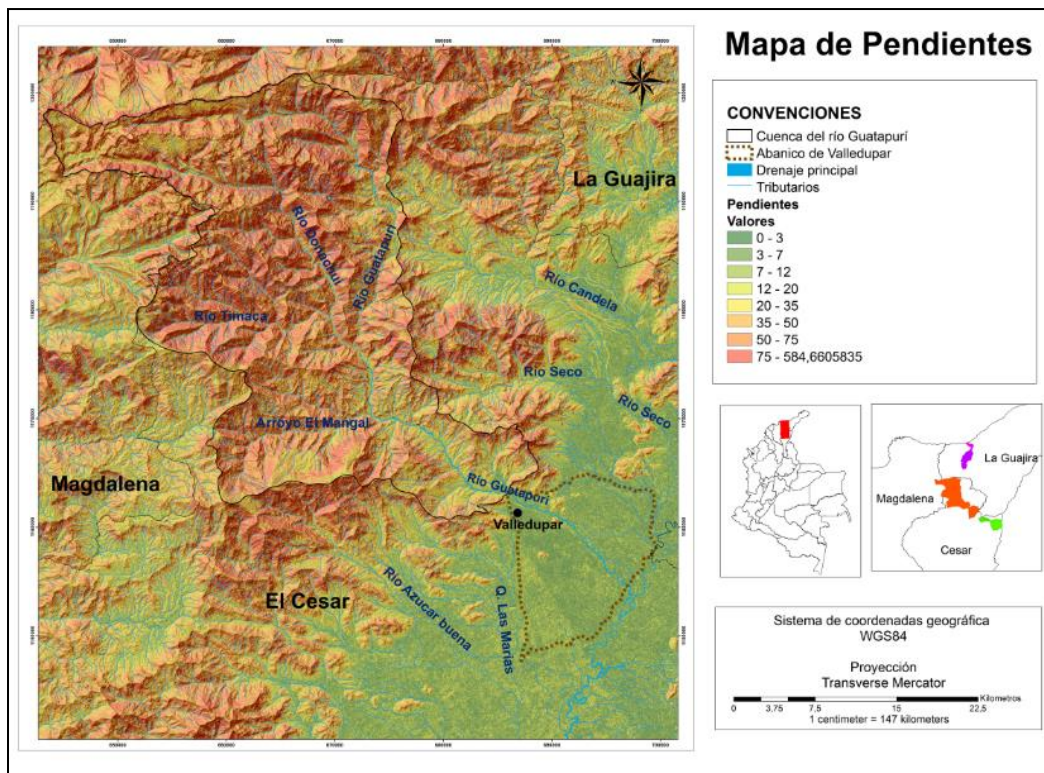 Mapa de Pendientes
CONVENCIONES
Cuenca del río Guatapurí
Abanico de Valledupar
Drenaje principal
Tributarios
Pendientes
Valores
0 - 3
3 - 7
7 - 12
12 - 20
20 - 35
35 - 50
50 - 75
75 - 584,6605835
La Guajira
Río Donachui
Río Guatapurí
Río Candela
Río Seco
Río Seco
Arroyo El Mangal
Magdalena
Valledupar
El Cesar
Río Azucar buena
Q. Las Marias
La Guajira
Magdalena
Cesar
Sistema de coordenadas geográfica
WGS84
Proyección
Transverse Mercator
Kilometros
0 3,75 7,5 15 22,5
1 centimeter = 147 kilometers